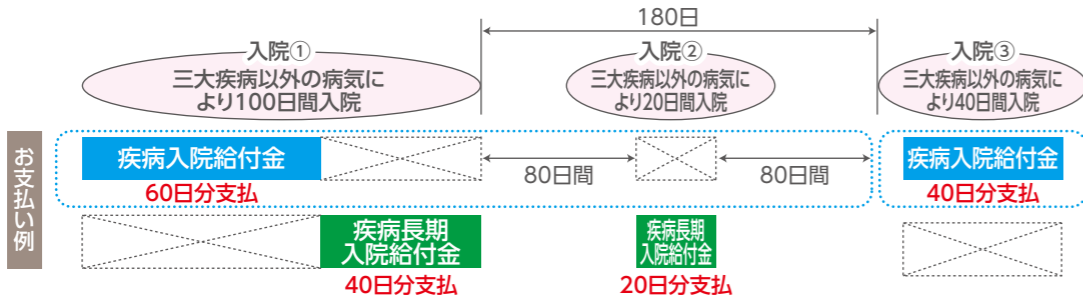 180日
入院①
三大疾病以外の病気に
より100日間入院
入院②
三大疾病以外の病気に
より20日間入院
入院③
三大疾病以外の病気に
より40日間入院
お支払い例
疾病入院給付金
60日分支払
80日間
80日間
疾病入院給付金
40日分支払
疾病長期
入院給付金
40日分支払
疾病長期
入院給付金
20日分支払